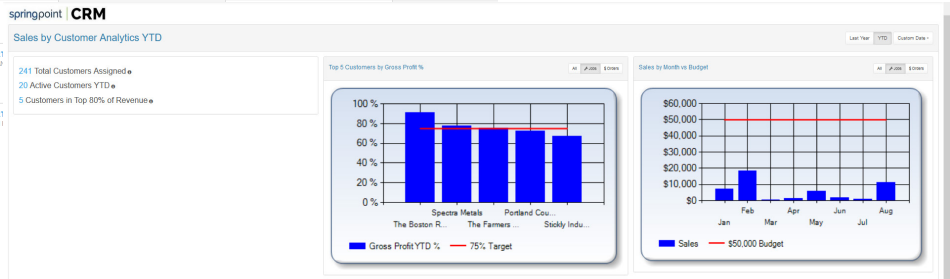 springpoint | CRM
Sales by Customer Analytics YTD
Last Year YTD Custom Date
241 Total Customers Assigned
20 Active Customers YTD
5 Customers in Top 80% of Revenue
Top 5 Customers by Gross Profit %
All Jobs Orders
100 %
80 %
60 %
40 %
20 %
0 %
Spectra Metals Portland Cou...
The Boston R... The Farmers ... Stickly Indu...
Gross Profit YTD % 75% Target
Sales by Month vs Budget
All Jobs Orders
$60,000
$50,000
$40,000
$30,000
$20,000
$10,000
$0
Feb Apr Jun Aug
Jan Mar May Jul
Sales $50,000 Budget